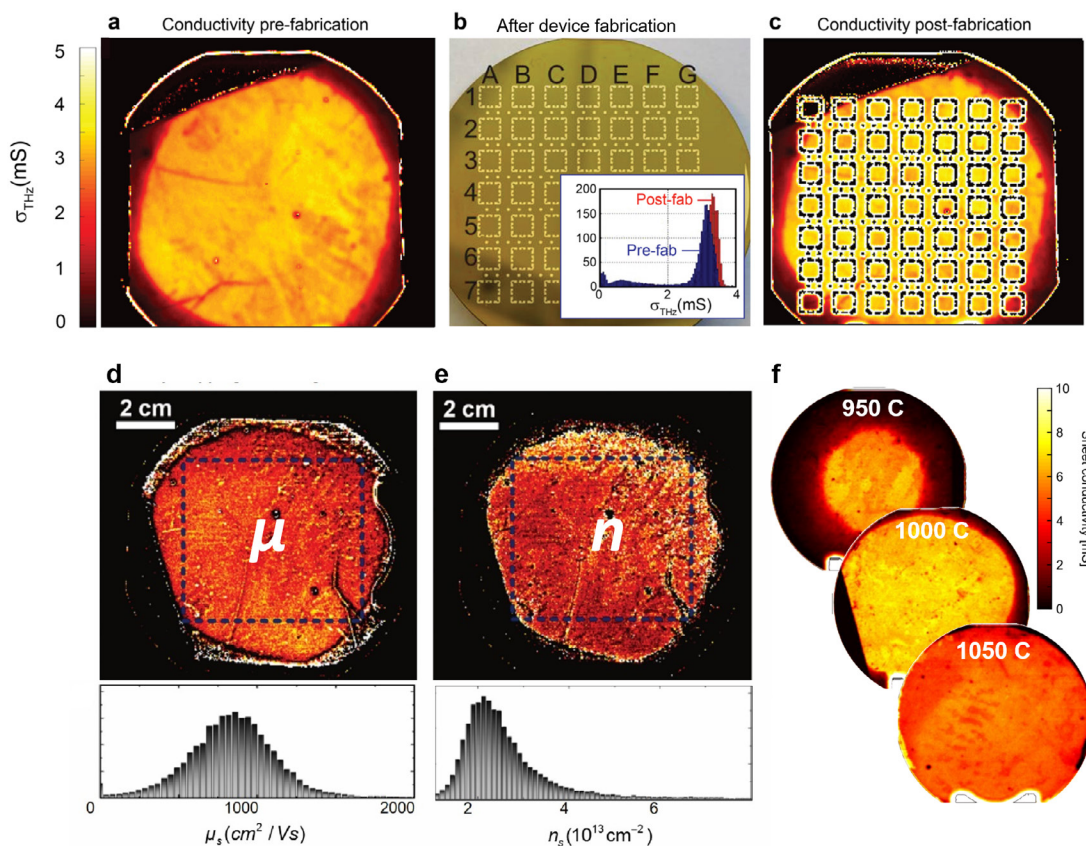 a Conductivity pre-fabrication
b After device fabrication
c Conductivity post-fabrication
5
4
3
2
1
0
σTHz(mS)
A B C D E F G
1
2
3
4
5
6
7
200
150
100
50
0
Post-fab
Pre-fab
0 2 4
σTHz(mS)
d
2 cm
μ
e
2 cm
n
f
950 C
1000 C
1050 C
10
8
6
4
2
0
0 1000 2000
μs(cm2 / Vs)
2 4 6
ns(10¹³cm⁻²)